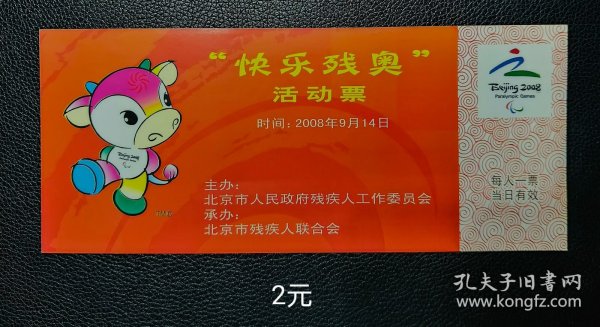 “快乐残奥”
活动票
时间：2008年9月14日
主办：
北京市人民政府残疾人工作委员会
承办：
北京市残疾人联合会
Beijing 2008
Paralympic Games
每人一票
当日有效
Beijing 2008
2元
孔夫子旧书网
www.kongfz.com